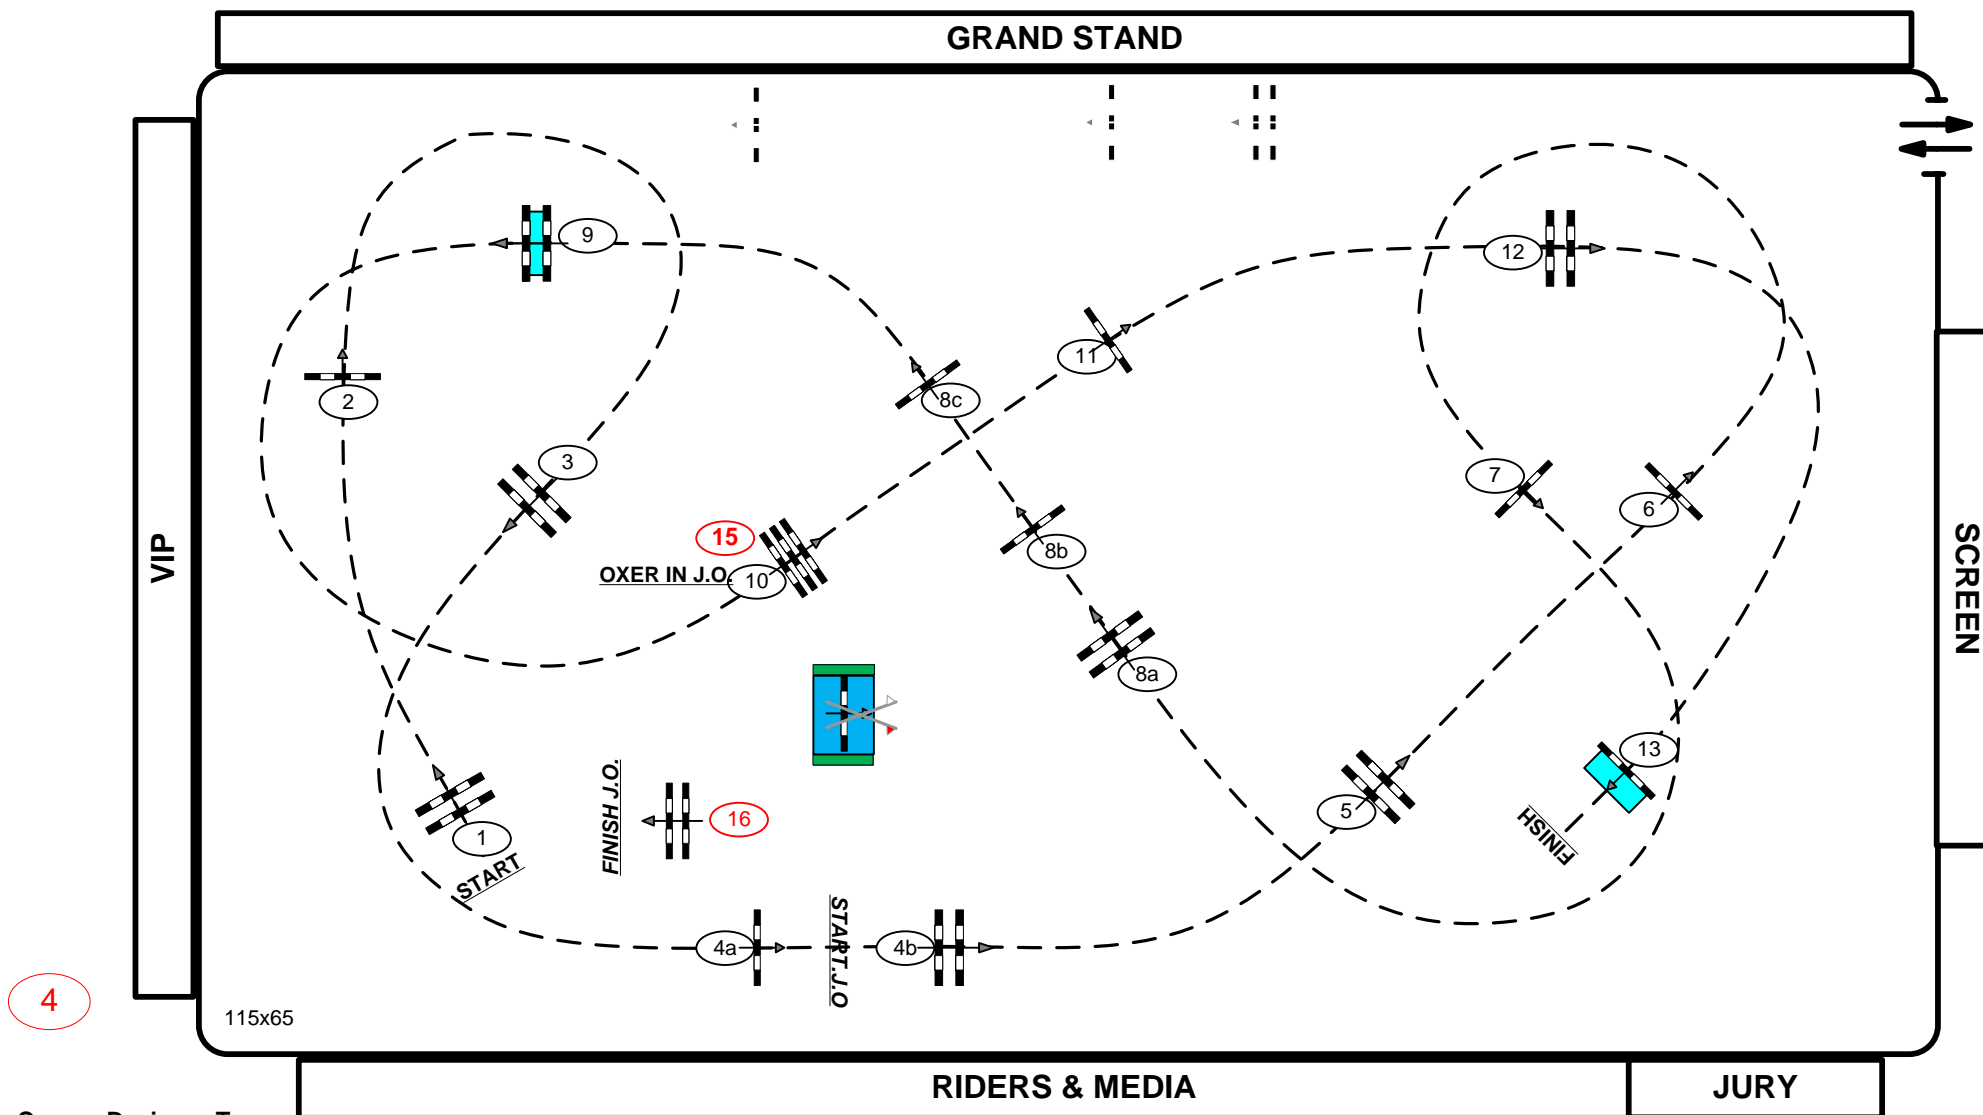 GRAND STAND
9
12
11
2
8c
3
7
6
15
8b
OXER IN J.O.
10
VIP
SCREEN
8a
13
5
FINISH J.O.
16
1
START
FINISH
4a
START.J.O
4b
4
115x65
RIDERS & MEDIA
JURY